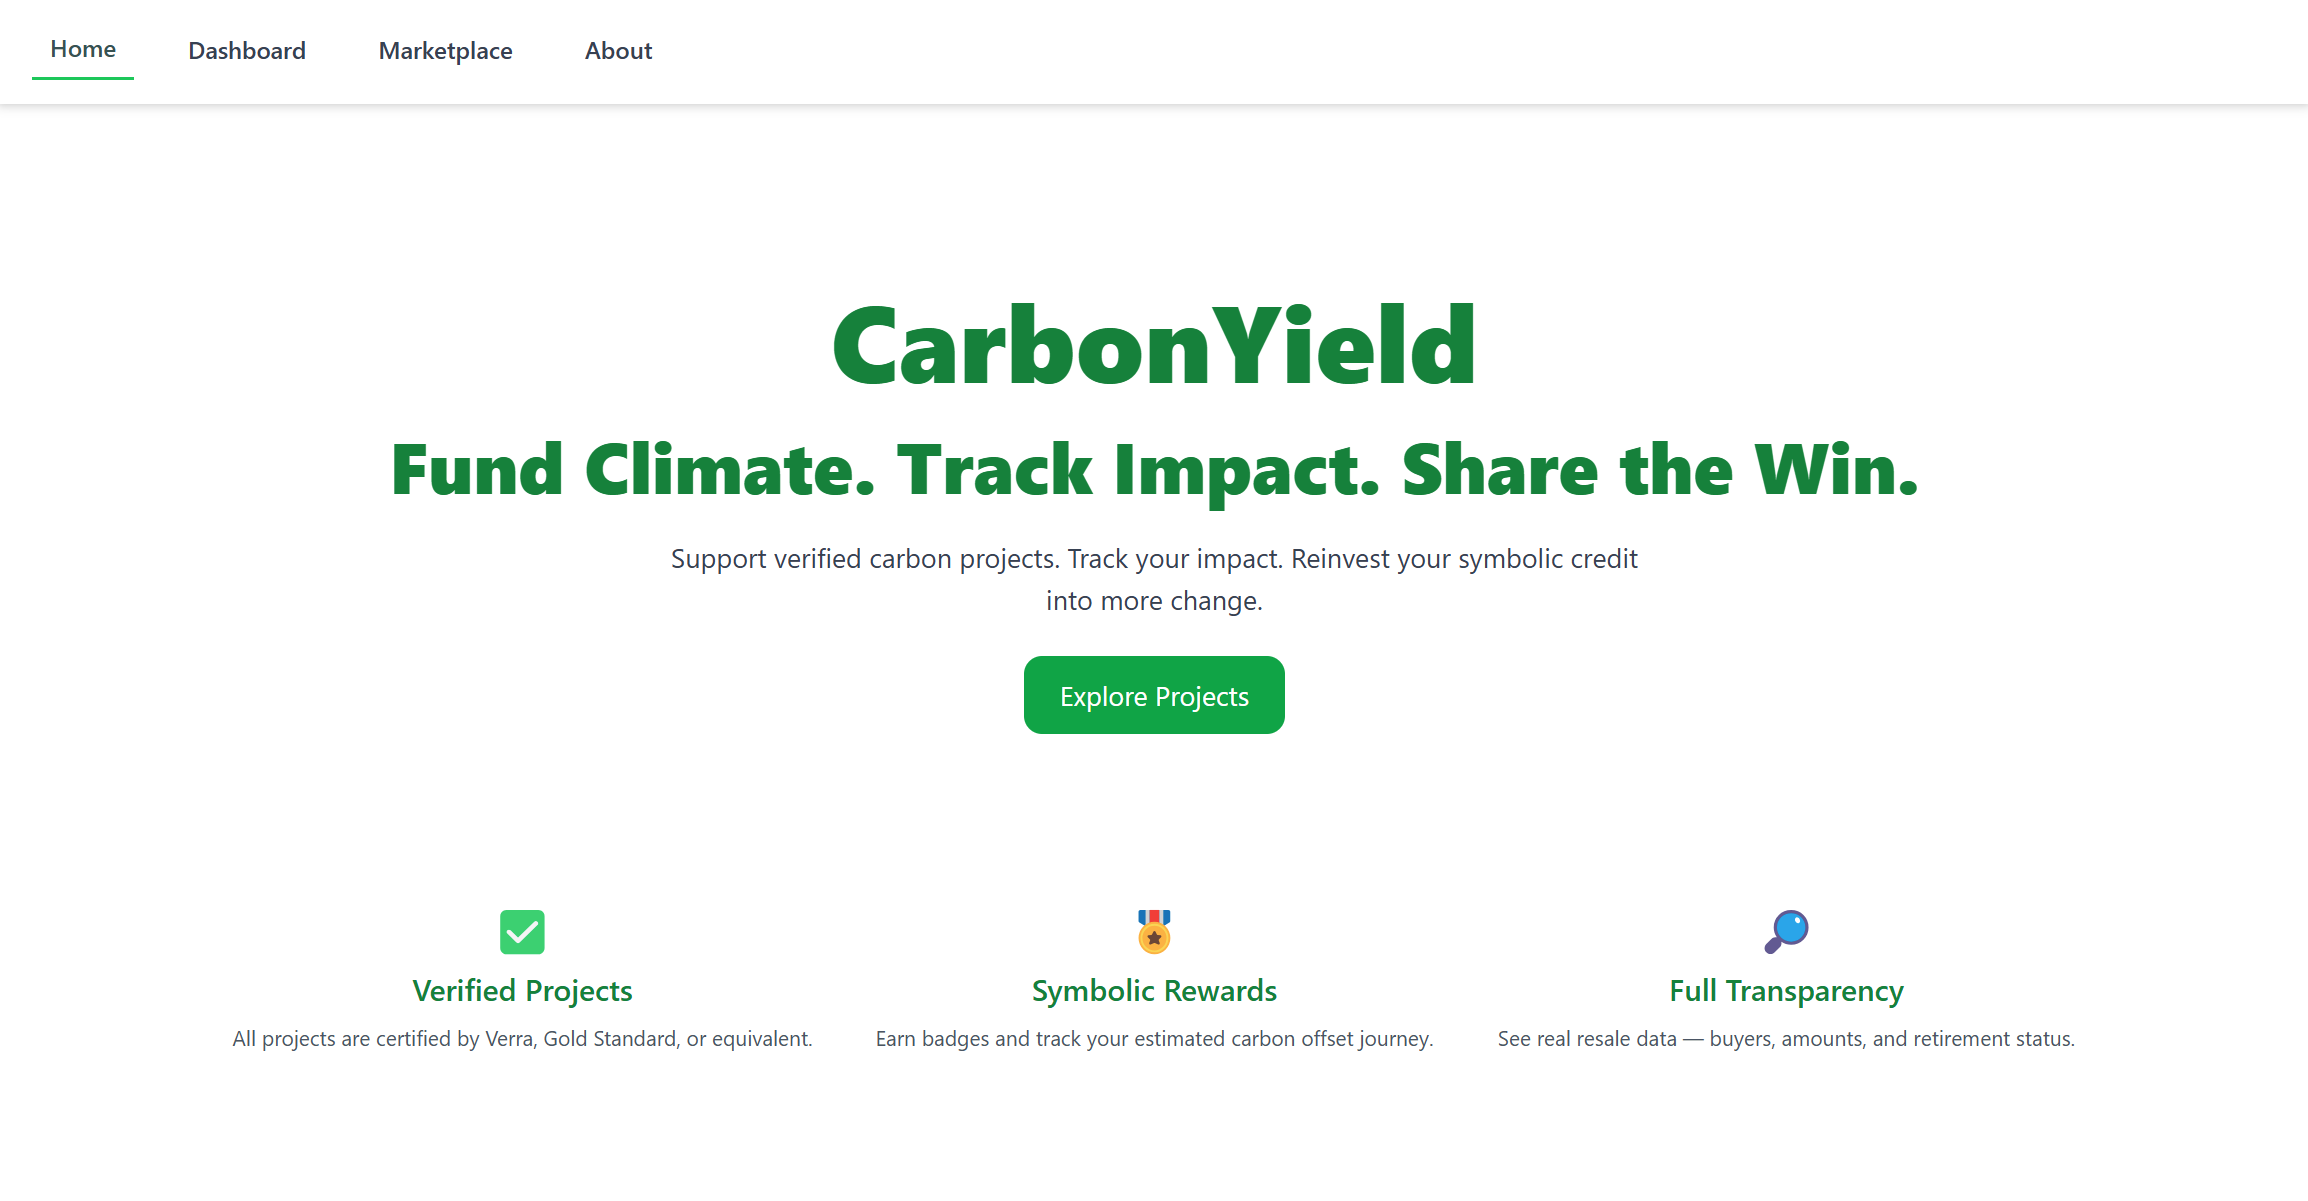 Home Dashboard Marketplace About
CarbonYield
Fund Climate. Track Impact. Share the Win.
Support verified carbon projects. Track your impact. Reinvest your symbolic credit
into more change.
Explore Projects
Verified Projects
All projects are certified by Verra, Gold Standard, or equivalent.
Symbolic Rewards
Earn badges and track your estimated carbon offset journey.
Full Transparency
See real resale data — buyers, amounts, and retirement status.